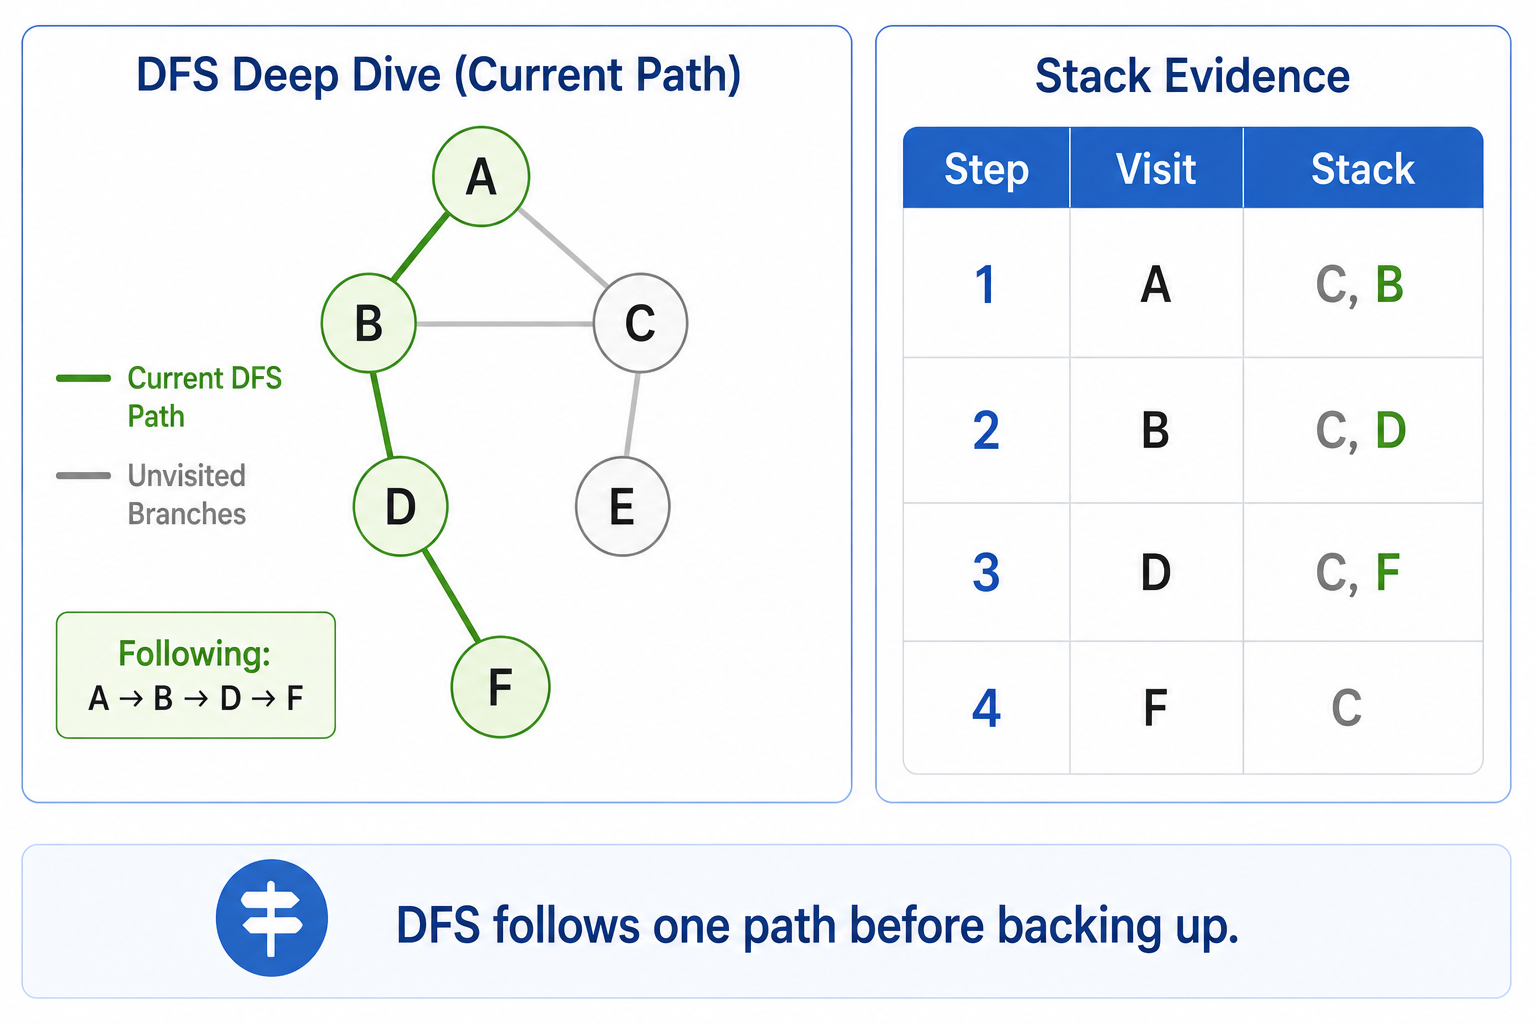 DFS Deep Dive (Current Path)
A
B
C
Current DFS
Path
Unvisited
Branches
D
E
Following:
A → B → D → F
F
Stack Evidence
Step Visit Stack
1 A C, B
2 B C, D
3 D C, F
4 F C
DFS follows one path before backing up.